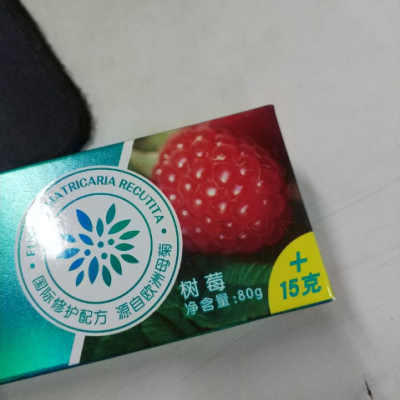 MATRICARIA RECUTITA
国际修护配方 源自欧洲母菊
树莓
净含量:80g
+
15克